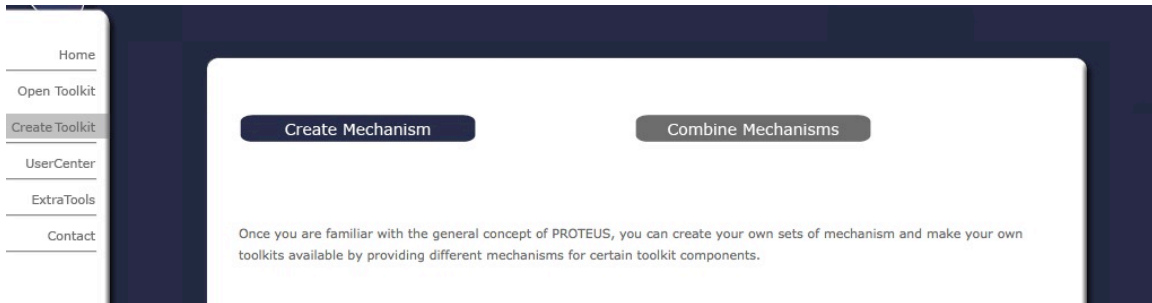 Home
Open Toolkit
Create Toolkit
UserCenter
ExtraTools
Contact
Create Mechanism
Combine Mechanisms
Once you are familiar with the general concept of PROTEUS, you can create your own sets of mechanism and make your own
toolkits available by providing different mechanisms for certain toolkit components.